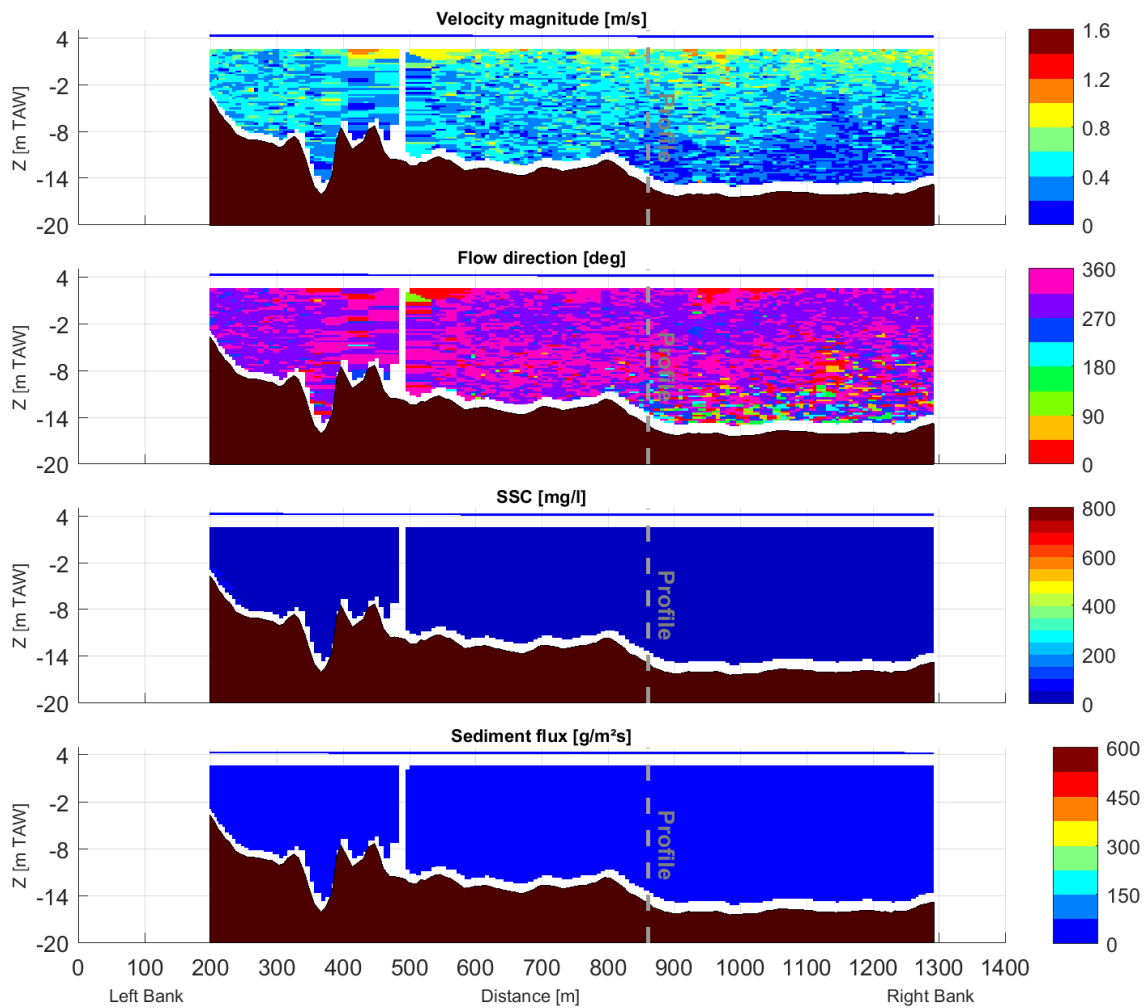 Velocity magnitude [m/s]
4
-2
-8
-14
-20
Z [m TAW]
Profile
1.6
1.2
0.8
0.4
0
Flow direction [deg]
4
-2
-8
-14
-20
Z [m TAW]
Profile
360
270
180
90
0
SSC [mg/l]
4
-2
-8
-14
-20
Z [m TAW]
Profile
800
600
400
200
0
Sediment flux [g/m²s]
4
-2
-8
-14
-20
Z [m TAW]
Profile
600
450
300
150
0
0 100 200 300 400 500 600 700 800 900 1000 1100 1200 1300 1400
Left Bank Distance [m] Right Bank